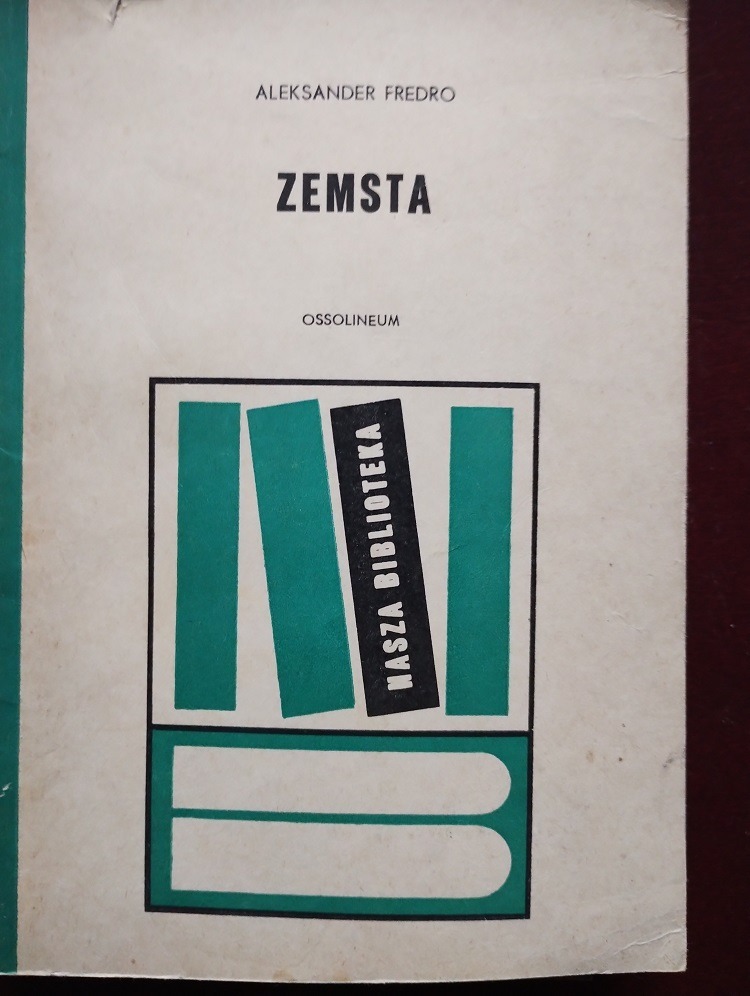 ALEKSANDER FREDRO
ZEMSTA
OSSOLINEUM
NASZA BIBLIOTEKA